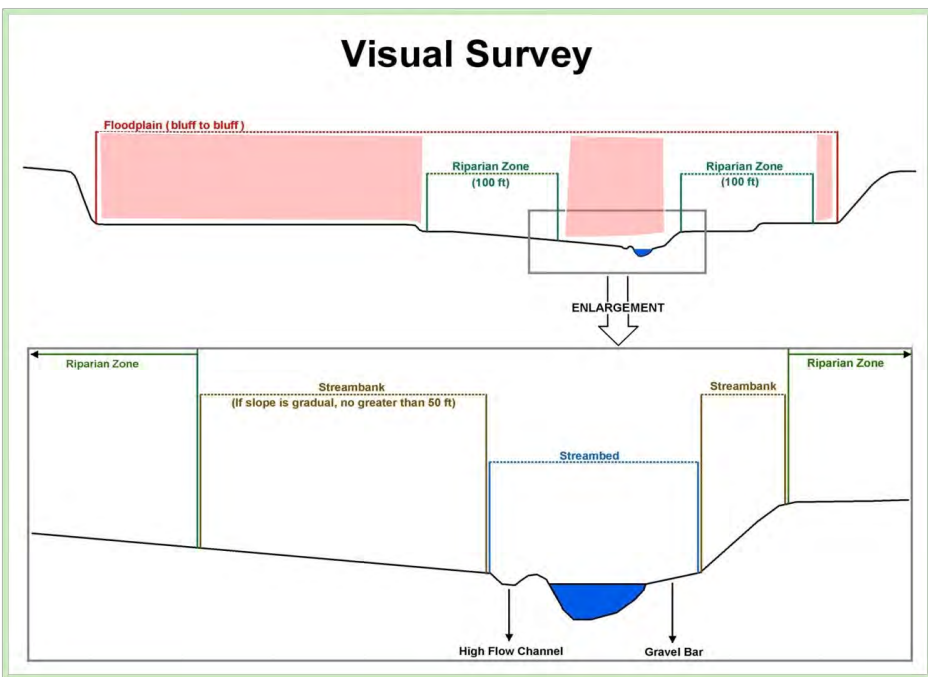 Visual Survey
Floodplain (bluff to bluff)
Riparian Zone
(100 ft)
Riparian Zone
(100 ft)
ENLARGEMENT
Riparian Zone
Riparian Zone
Streambank
(If slope is gradual, no greater than 50 ft)
Streambank
Streambed
High Flow Channel
Gravel Bar